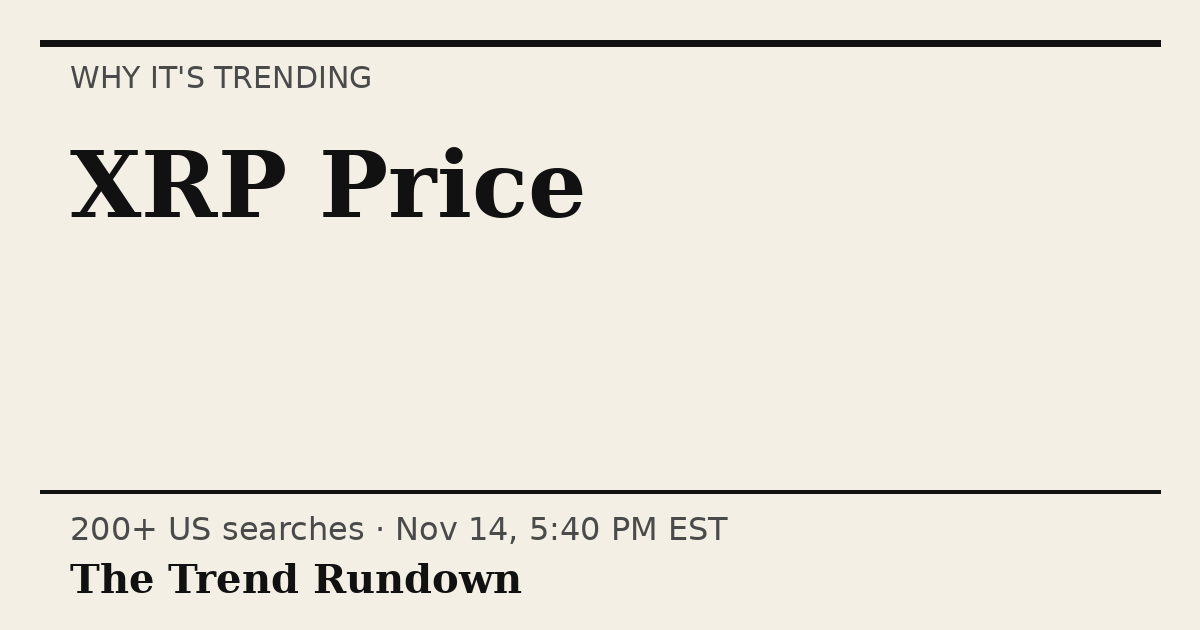 WHY IT'S TRENDING
XRP Price
200+ US searches · Nov 14, 5:40 PM EST
The Trend Rundown